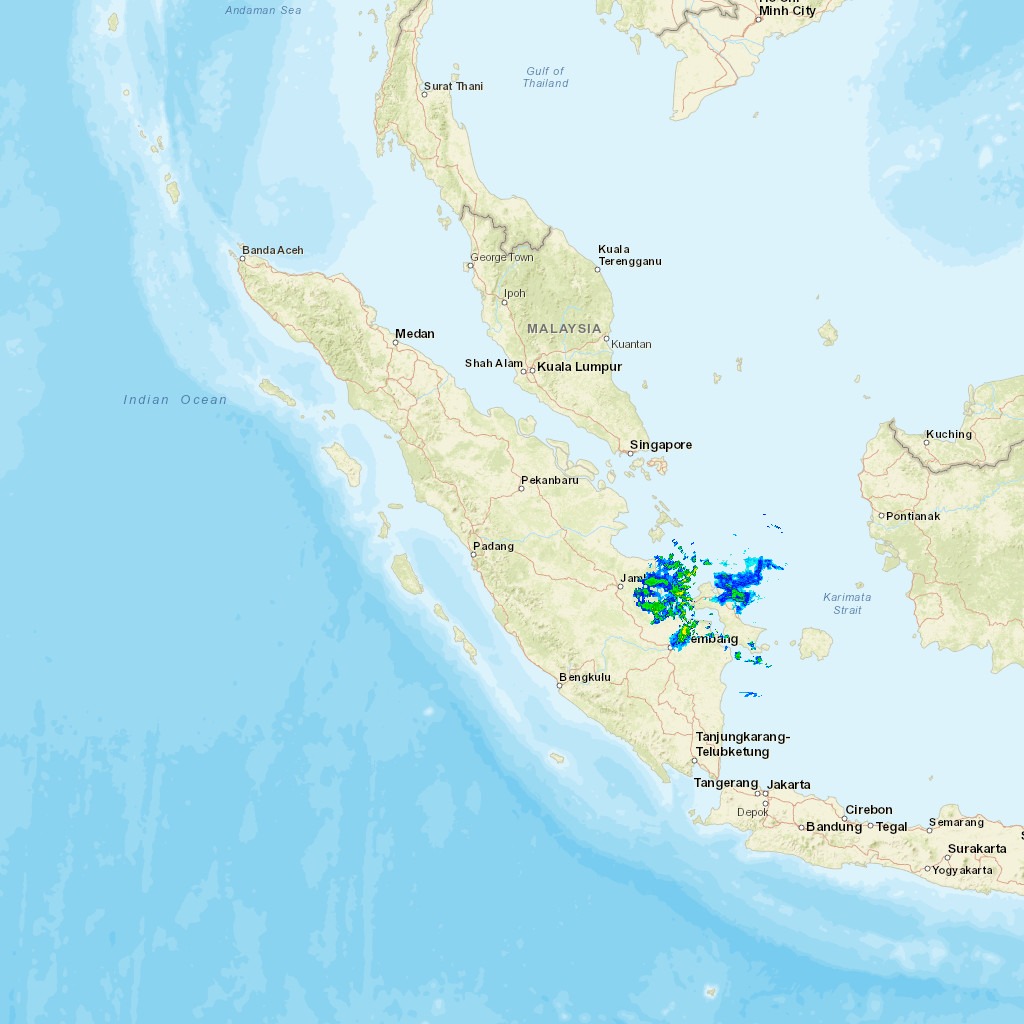 Andaman Sea
Minh City
Gulf of
Thailand
Surat Thani
Banda Aceh
George Town
Kuala
Terengganu
Ipoh
MALAYSIA
Medan
Kuantan
Shah Alam
Kuala Lumpur
Indian Ocean
Kuching
Singapore
Pekanbaru
Pontianak
Padang
Jam
Karimata
Strait
embang
Bengkulu
Tanjungkarang-
Telubketung
Tangerang
Jakarta
Depok
Cirebon
Bandung
Tegal
Semarang
Surakarta
Yogyakarta